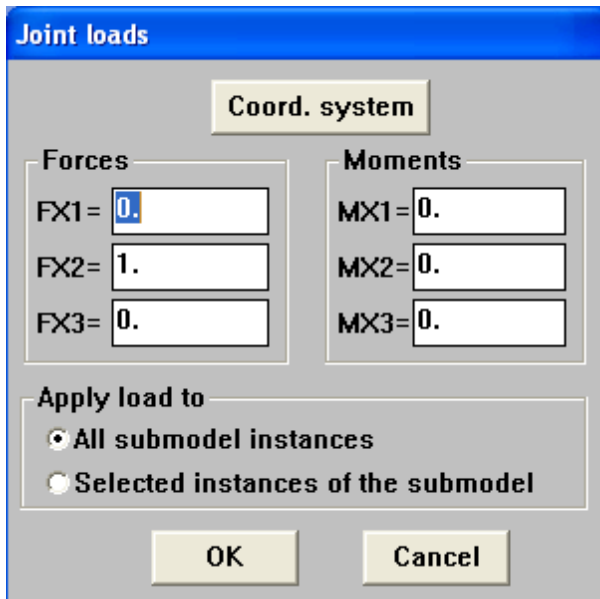 Joint loads
Coord. system
Forces
FX1= 0.
FX2= 1.
FX3= 0.
Moments
MX1= 0.
MX2= 0.
MX3= 0.
Apply load to
All submodel instances
Selected instances of the submodel
OK
Cancel